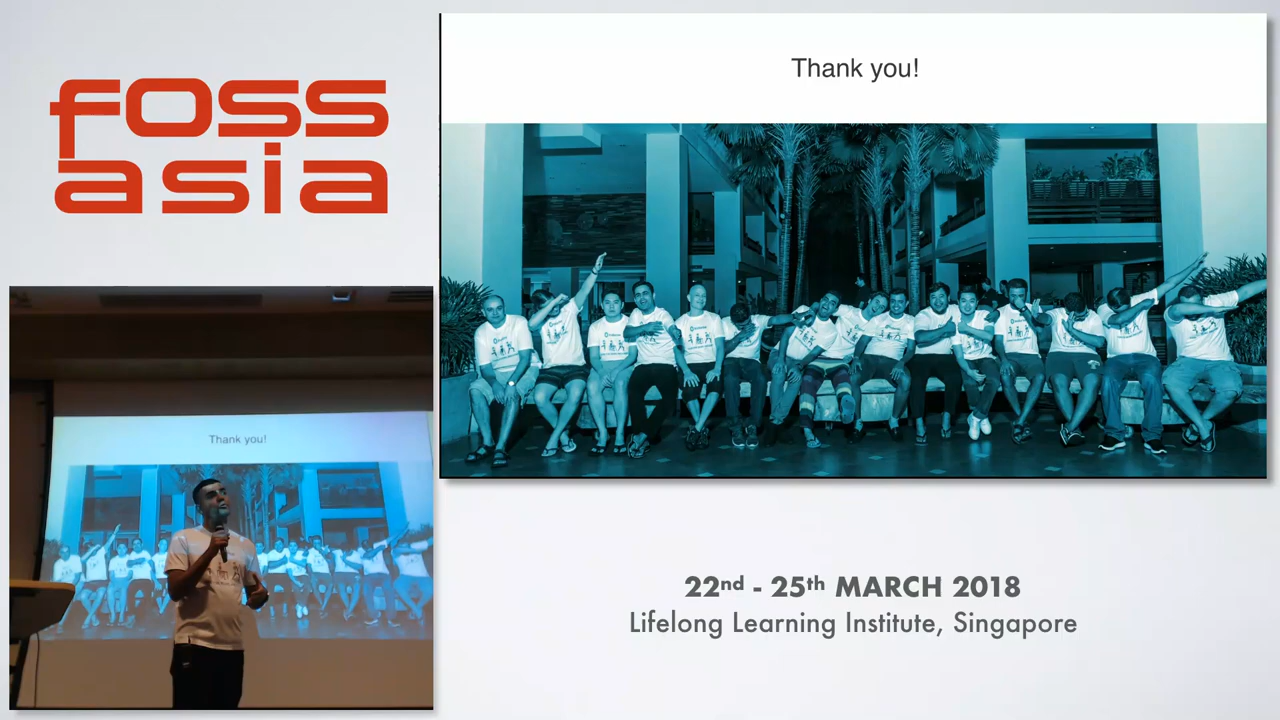 foss
asia
Thank you!
Thank you!
22nd - 25th MARCH 2018
Lifelong Learning Institute, Singapore